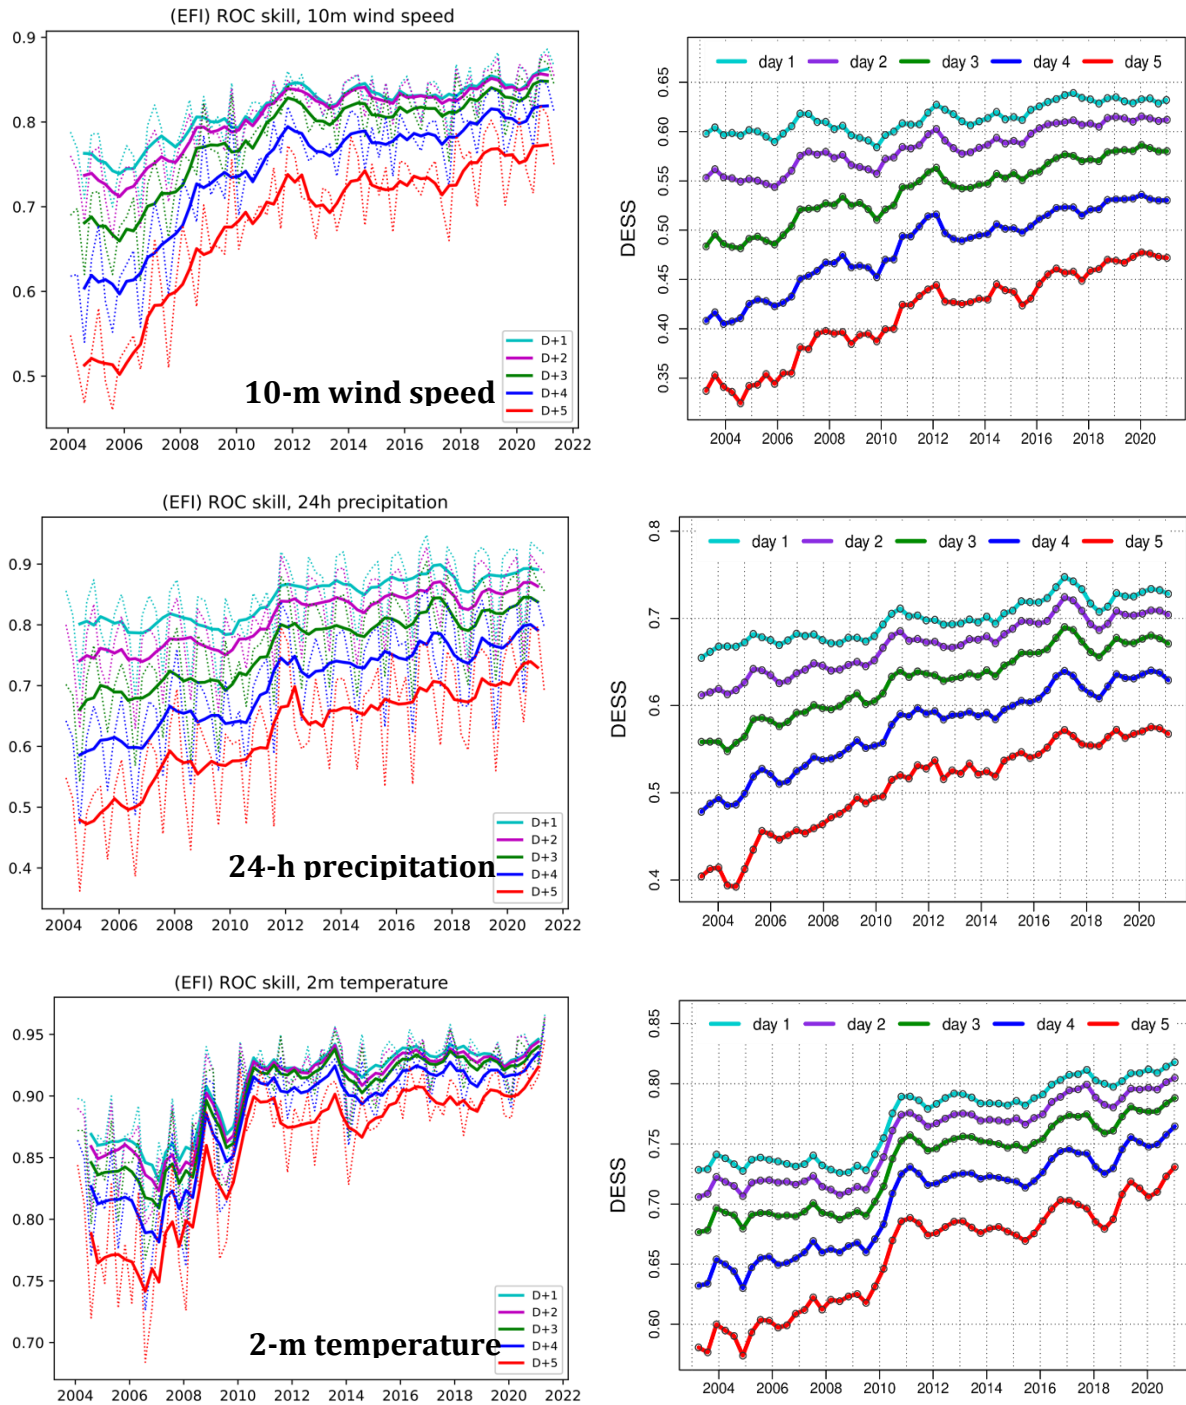 (EFI) ROC skill, 10m wind speed
0.9
0.8
0.7
0.6
0.5
D+1
D+2
D+3
D+4
D+5
10-m wind speed
2004 2006 2008 2010 2012 2014 2016 2018 2020 2022
day 1 day 2 day 3 day 4 day 5
DESS
0.65
0.60
0.55
0.50
0.45
0.40
0.35
2004 2006 2008 2010 2012 2014 2016 2018 2020
(EFI) ROC skill, 24h precipitation
0.9
0.8
0.7
0.6
0.5
0.4
D+1
D+2
D+3
D+4
D+5
24-h precipitation
2004 2006 2008 2010 2012 2014 2016 2018 2020 2022
day 1 day 2 day 3 day 4 day 5
DESS
0.8
0.7
0.6
0.5
0.4
2004 2006 2008 2010 2012 2014 2016 2018 2020
(EFI) ROC skill, 2m temperature
0.95
0.90
0.85
0.80
0.75
0.70
D+1
D+2
D+3
D+4
D+5
2-m temperature
2004 2006 2008 2010 2012 2014 2016 2018 2020 2022
day 1 day 2 day 3 day 4 day 5
DESS
0.85
0.80
0.75
0.70
0.65
0.60
2004 2006 2008 2010 2012 2014 2016 2018 2020